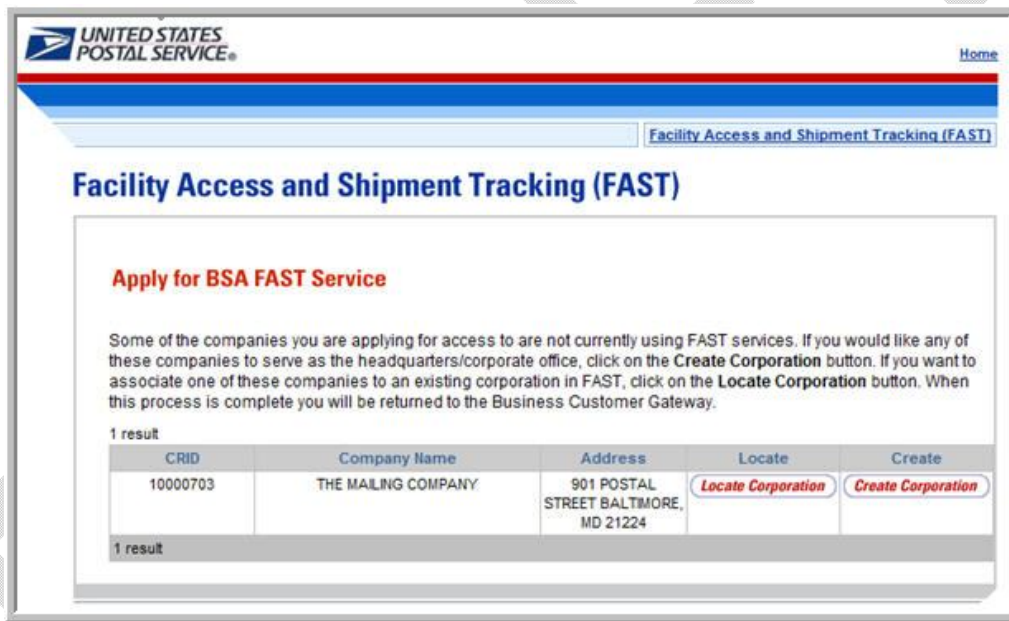 UNITED STATES
POSTAL SERVICE®
Home
Facility Access and Shipment Tracking (FAST)
Facility Access and Shipment Tracking (FAST)
Apply for BSA FAST Service
Some of the companies you are applying for access to are not currently using FAST services. If you would like any of
these companies to serve as the headquarters/corporate office, click on the Create Corporation button. If you want to
associate one of these companies to an existing corporation in FAST, click on the Locate Corporation button. When
this process is complete you will be returned to the Business Customer Gateway.
1 result
CRID Company Name Address Locate Create
10000703 THE MAILING COMPANY 901 POSTAL Locate Corporation Create Corporation
STREET BALTIMORE,
MD 21224
1 result